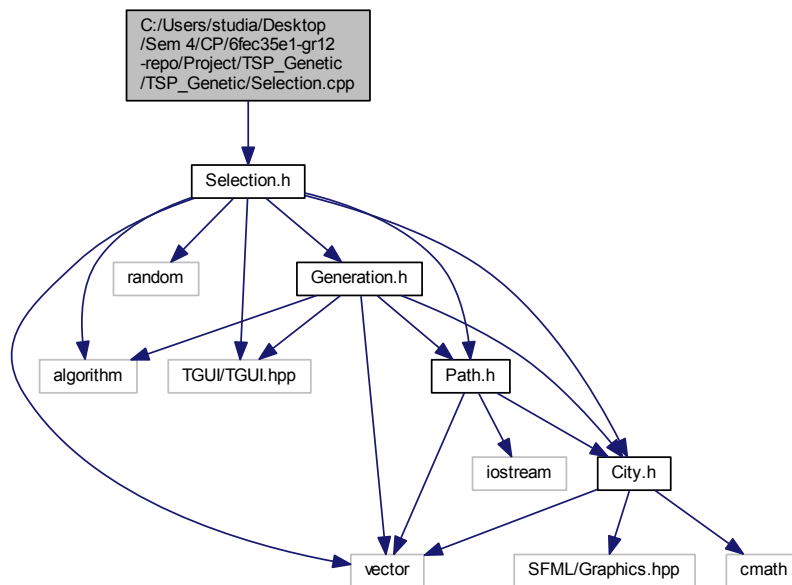 C:/Users/studia/Desktop
/Sem 4/CP/6fec35e1-gr12
-repo/Project/TSP_Genetic
/TSP_Genetic/Selection.cpp
Selection.h
random
Generation.h
algorithm
TGUI/TGUI.hpp
Path.h
iostream
City.h
vector
SFML/Graphics.hpp
cmath